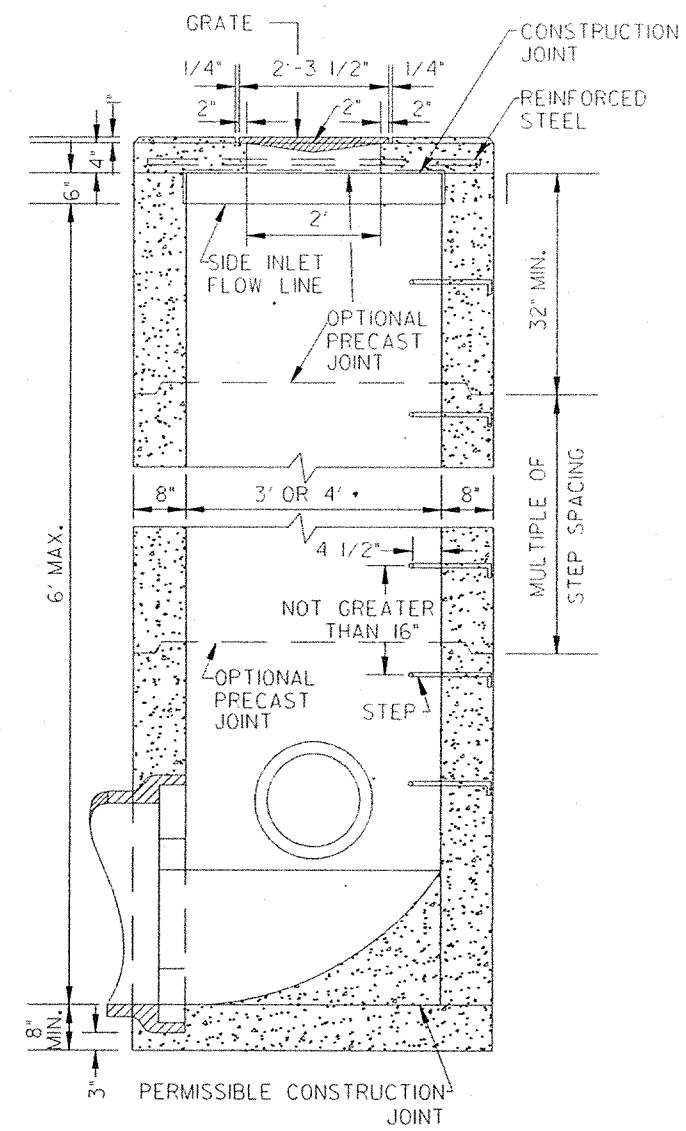 GRATE
CONSTRUCTION
JOINT
1/4" 2'-3 1/2" 1/4"
2" 2" 2"
REINFORCED
STEEL
1"
4"
6"
2'
SIDE INLET
FLOW LINE
32" MIN.
OPTIONAL
PRECAST
JOINT
8" 3' OR 4' 8"
6' MAX.
4 1/2"
MULTIPLE OF
STEP SPACING
NOT GREATER
THAN 16"
OPTIONAL
PRECAST
JOINT
STEP
8"
MIN.
3"
PERMISSIBLE CONSTRUCTION
JOINT